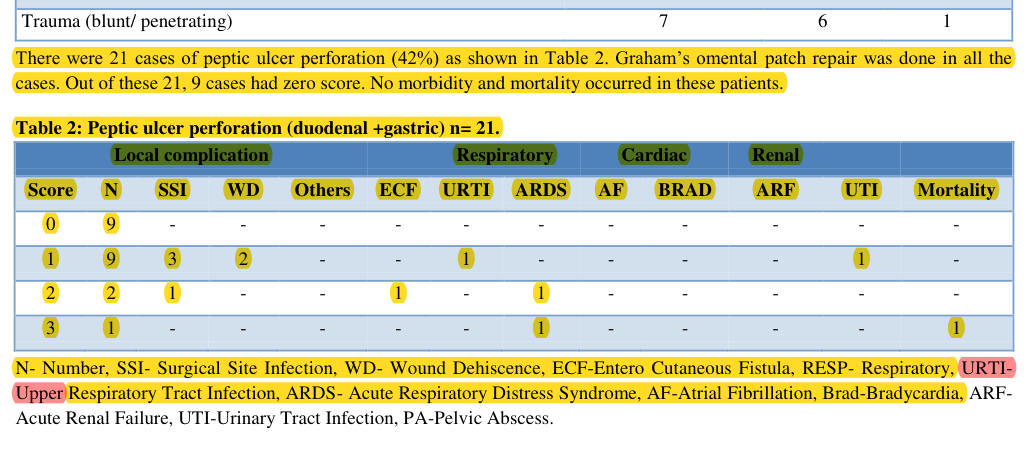 Trauma (blunt/ penetrating) 7 6 1
There were 21 cases of peptic ulcer perforation (42%) as shown in Table 2. Graham's omental patch repair was done in all the
cases. Out of these 21, 9 cases had zero score. No morbidity and mortality occurred in these patients.
Table 2: Peptic ulcer perforation (duodenal +gastric) n= 21.
Local complication Respiratory Cardiac Renal
Score N SSI WD Others ECF URTI ARDS AF BRAD ARF UTI Mortality
0 9 - - - - - - - - - - -
1 9 3 2 - - 1 - - - - 1 -
2 2 1 - - 1 - 1 - - - - -
3 1 - - - - - 1 - - - - 1
N- Number, SSI- Surgical Site Infection, WD- Wound Dehiscence, ECF-Entero Cutaneous Fistula, RESP- Respiratory, URTI-
Upper Respiratory Tract Infection, ARDS- Acute Respiratory Distress Syndrome, AF-Atrial Fibrillation, Brad-Bradycardia, ARF-
Acute Renal Failure, UTI-Urinary Tract Infection, PA-Pelvic Abscess.